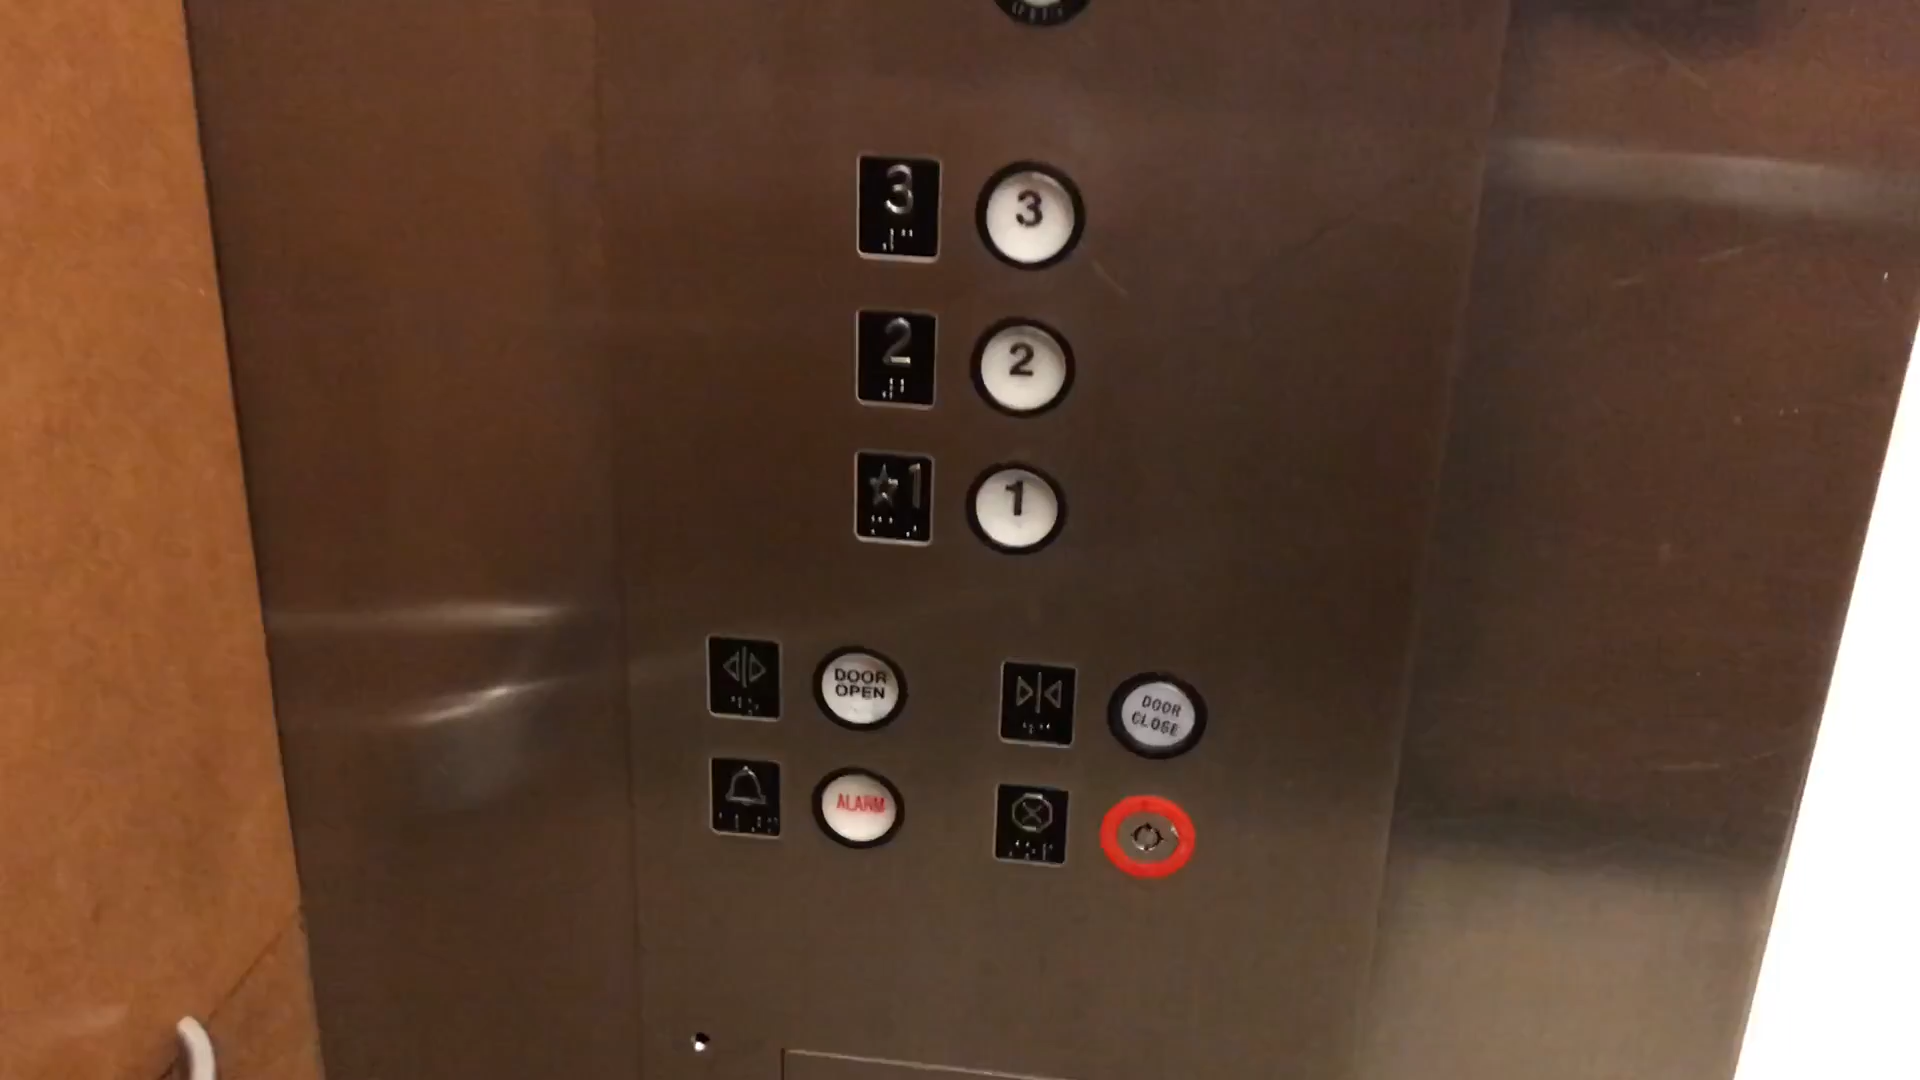 3 3
2 2
☆1 1
DOOR
OPEN
DOOR
CLOSE
ALARM